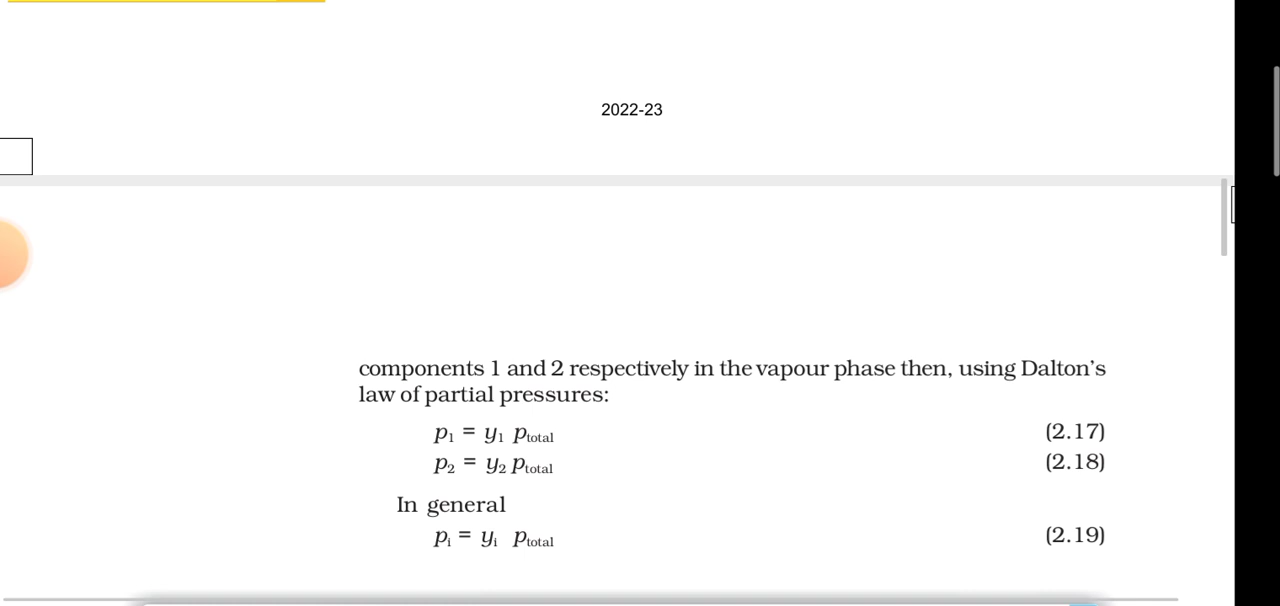 2022-23
components 1 and 2 respectively in the vapour phase then, using Dalton's
law of partial pressures:
p₁ = y₁ pₜₒₜₐₗ (2.17)
p₂ = y₂ pₜₒₜₐₗ (2.18)
In general
pᵢ = yᵢ pₜₒₜₐₗ (2.19)